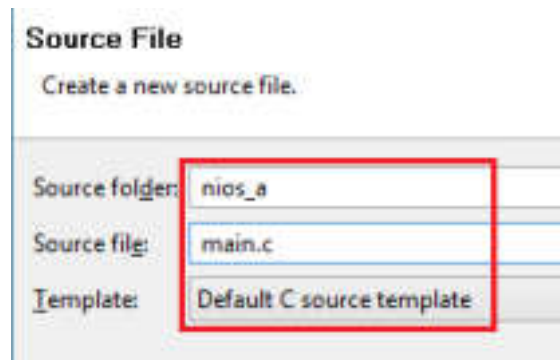 Source File
Create a new source file.
Source folder: nios_a
Source file: main.c
Template: Default C source template